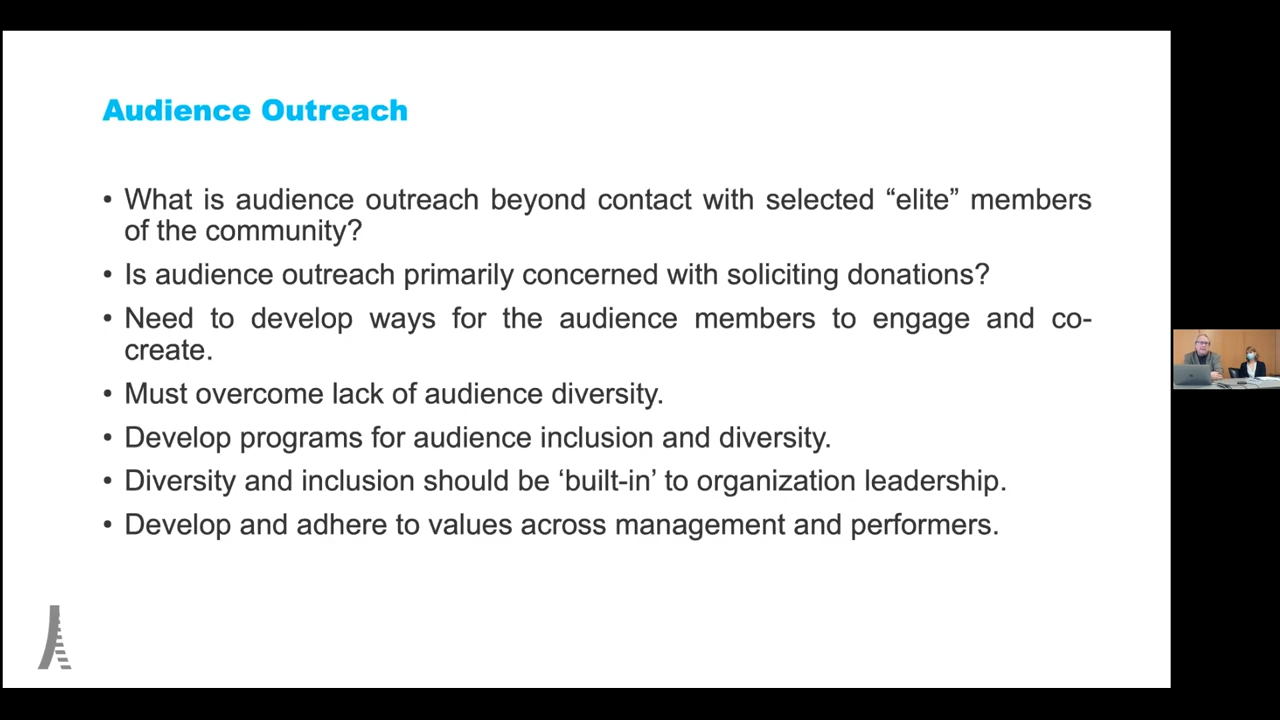 Audience Outreach
• What is audience outreach beyond contact with selected “elite” members
of the community?
• Is audience outreach primarily concerned with soliciting donations?
• Need to develop ways for the audience members to engage and co-
create.
• Must overcome lack of audience diversity.
• Develop programs for audience inclusion and diversity.
• Diversity and inclusion should be ‘built-in’ to organization leadership.
• Develop and adhere to values across management and performers.